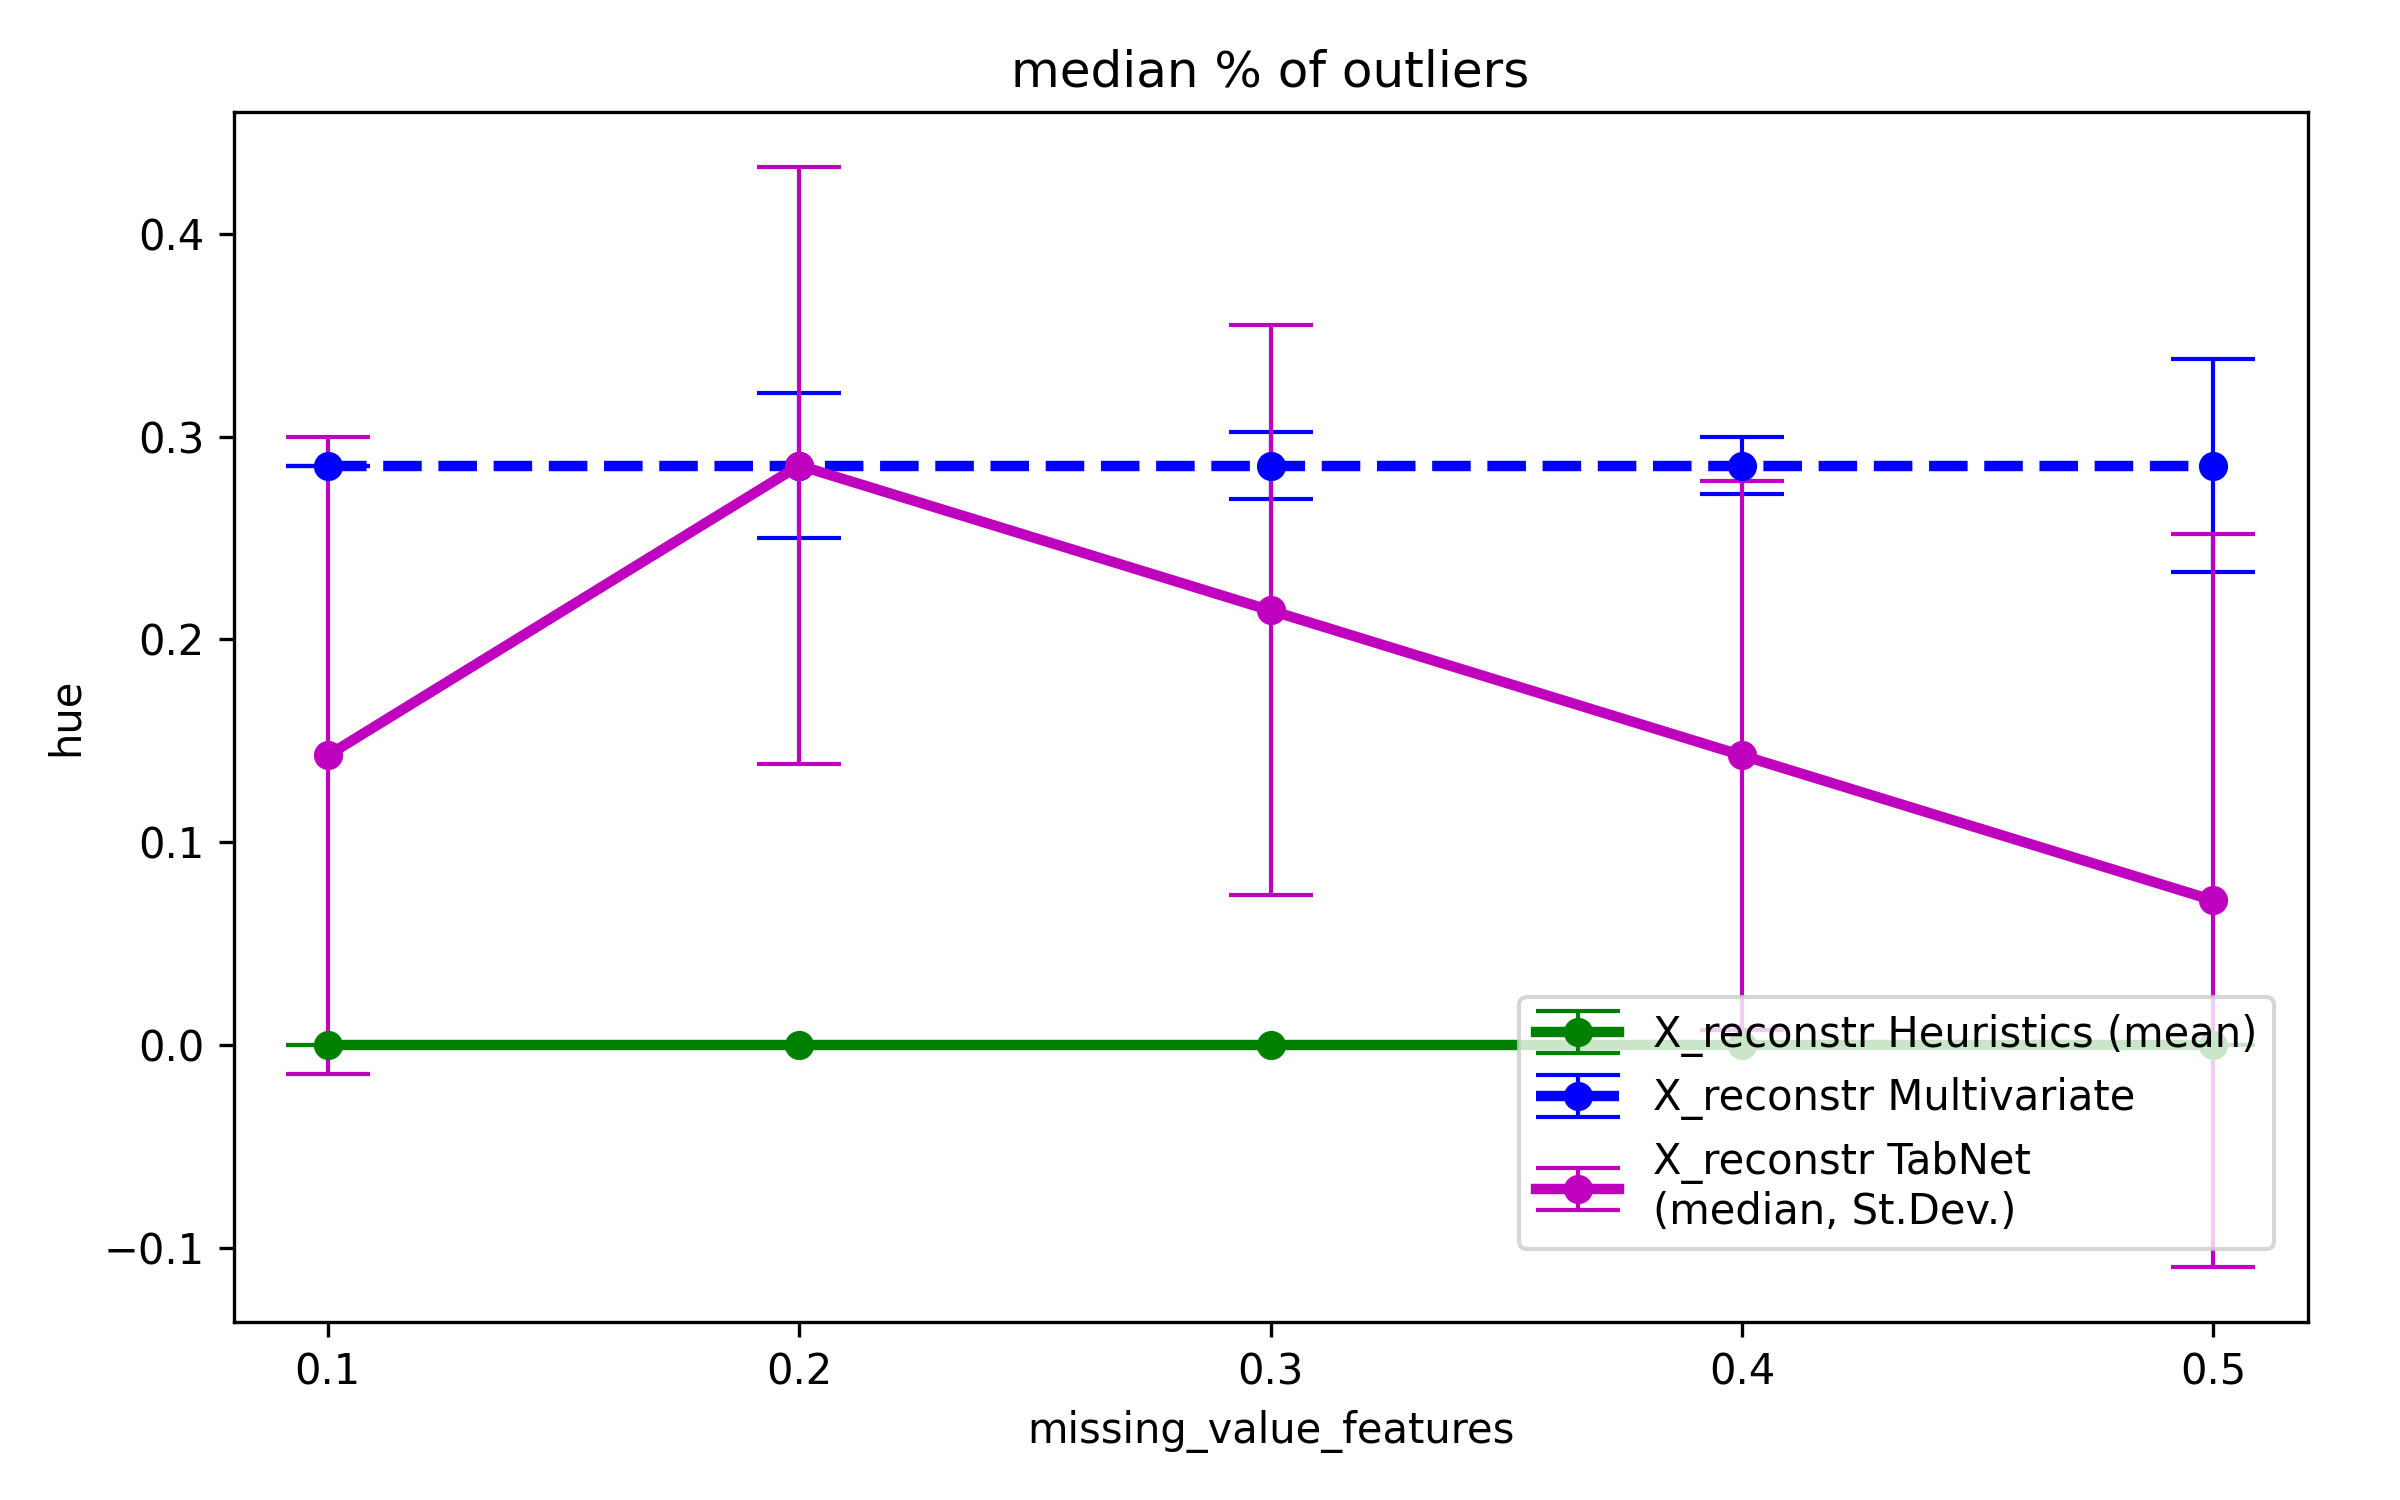 median % of outliers
hue
0.4
0.3
0.2
0.1
0.0
−0.1
X_reconstr Heuristics (mean)
X_reconstr Multivariate
X_reconstr TabNet
(median, St.Dev.)
0.1 0.2 0.3 0.4 0.5
missing_value_features